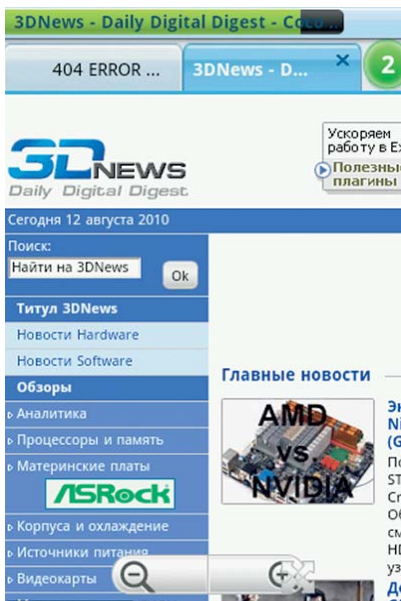 3DNews - Daily Digital Digest - Coco ...
404 ERROR ...
3DNews - D...
2
3DNEWS
Daily Digital Digest
Ускоряем
работу в
Полезны
плагины
Сегодня 12 августа 2010
Поиск:
Найти на 3DNews
Ok
Титул 3DNews
Новости Hardware
Новости Software
Обзоры
Аналитика
Процессоры и память
Материнские платы
ASRock
Корпуса и охлаждение
Источники питания
Видеокарты
Главные новости
AMD
VS
NVIDIA